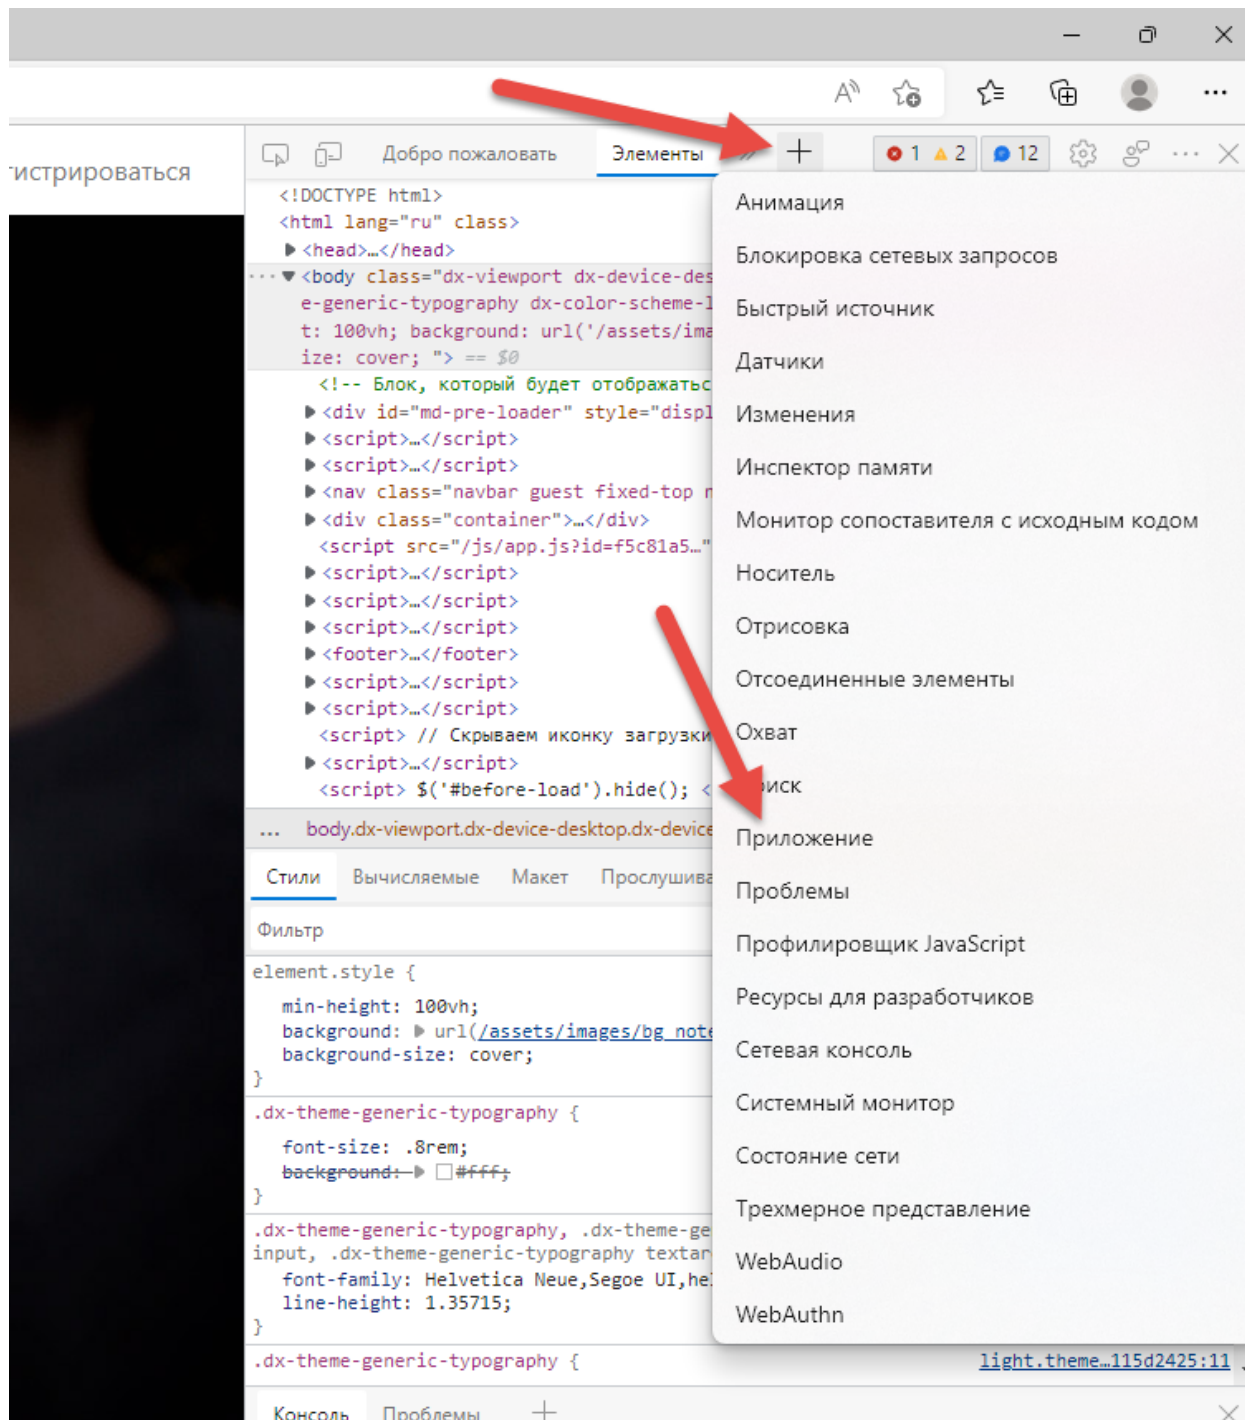 гистрироваться
Добро пожаловать
Элементы
1 2 12
<!DOCTYPE html>
<html lang="ru" class>
<head>…</head>
<body class="dx-viewport dx-device-des
e-generic-typography dx-color-scheme-l
t: 100vh; background: url('/assets/ima
ize: cover; "> == $0
<!-- Блок, который будет отображатьс
<div id="md-pre-loader" style="displ
<script>…</script>
<script>…</script>
<nav class="navbar guest fixed-top n
<div class="container">…</div>
<script src="/js/app.js?id=f5c81a5…"
<script>…</script>
<script>…</script>
<script>…</script>
<footer>…</footer>
<script>…</script>
<script>…</script>
<script> // Скрываем иконку загрузки
<script>…</script>
<script> $('#before-load').hide(); <
... body.dx-viewport.dx-device-desktop.dx-device
Стили Вычисляемые Макет Прослушива
Фильтр
element.style {
min-height: 100vh;
background: url(/assets/images/bg_note
background-size: cover;
}
.dx-theme-generic-typography {
font-size: .8rem;
background: #fff;
}
.dx-theme-generic-typography, .dx-theme-ge
input, .dx-theme-generic-typography textar
font-family: Helvetica Neue,Segoe UI,hel
line-height: 1.35715;
}
.dx-theme-generic-typography {
light.theme…115d2425:11
Консоль Проблемы
Анимация
Блокировка сетевых запросов
Быстрый источник
Датчики
Изменения
Инспектор памяти
Монитор сопоставителя с исходным кодом
Носитель
Отрисовка
Отсоединенные элементы
Охват
оиск
Приложение
Проблемы
Профилировщик JavaScript
Ресурсы для разработчиков
Сетевая консоль
Системный монитор
Состояние сети
Трехмерное представление
WebAudio
WebAuthn